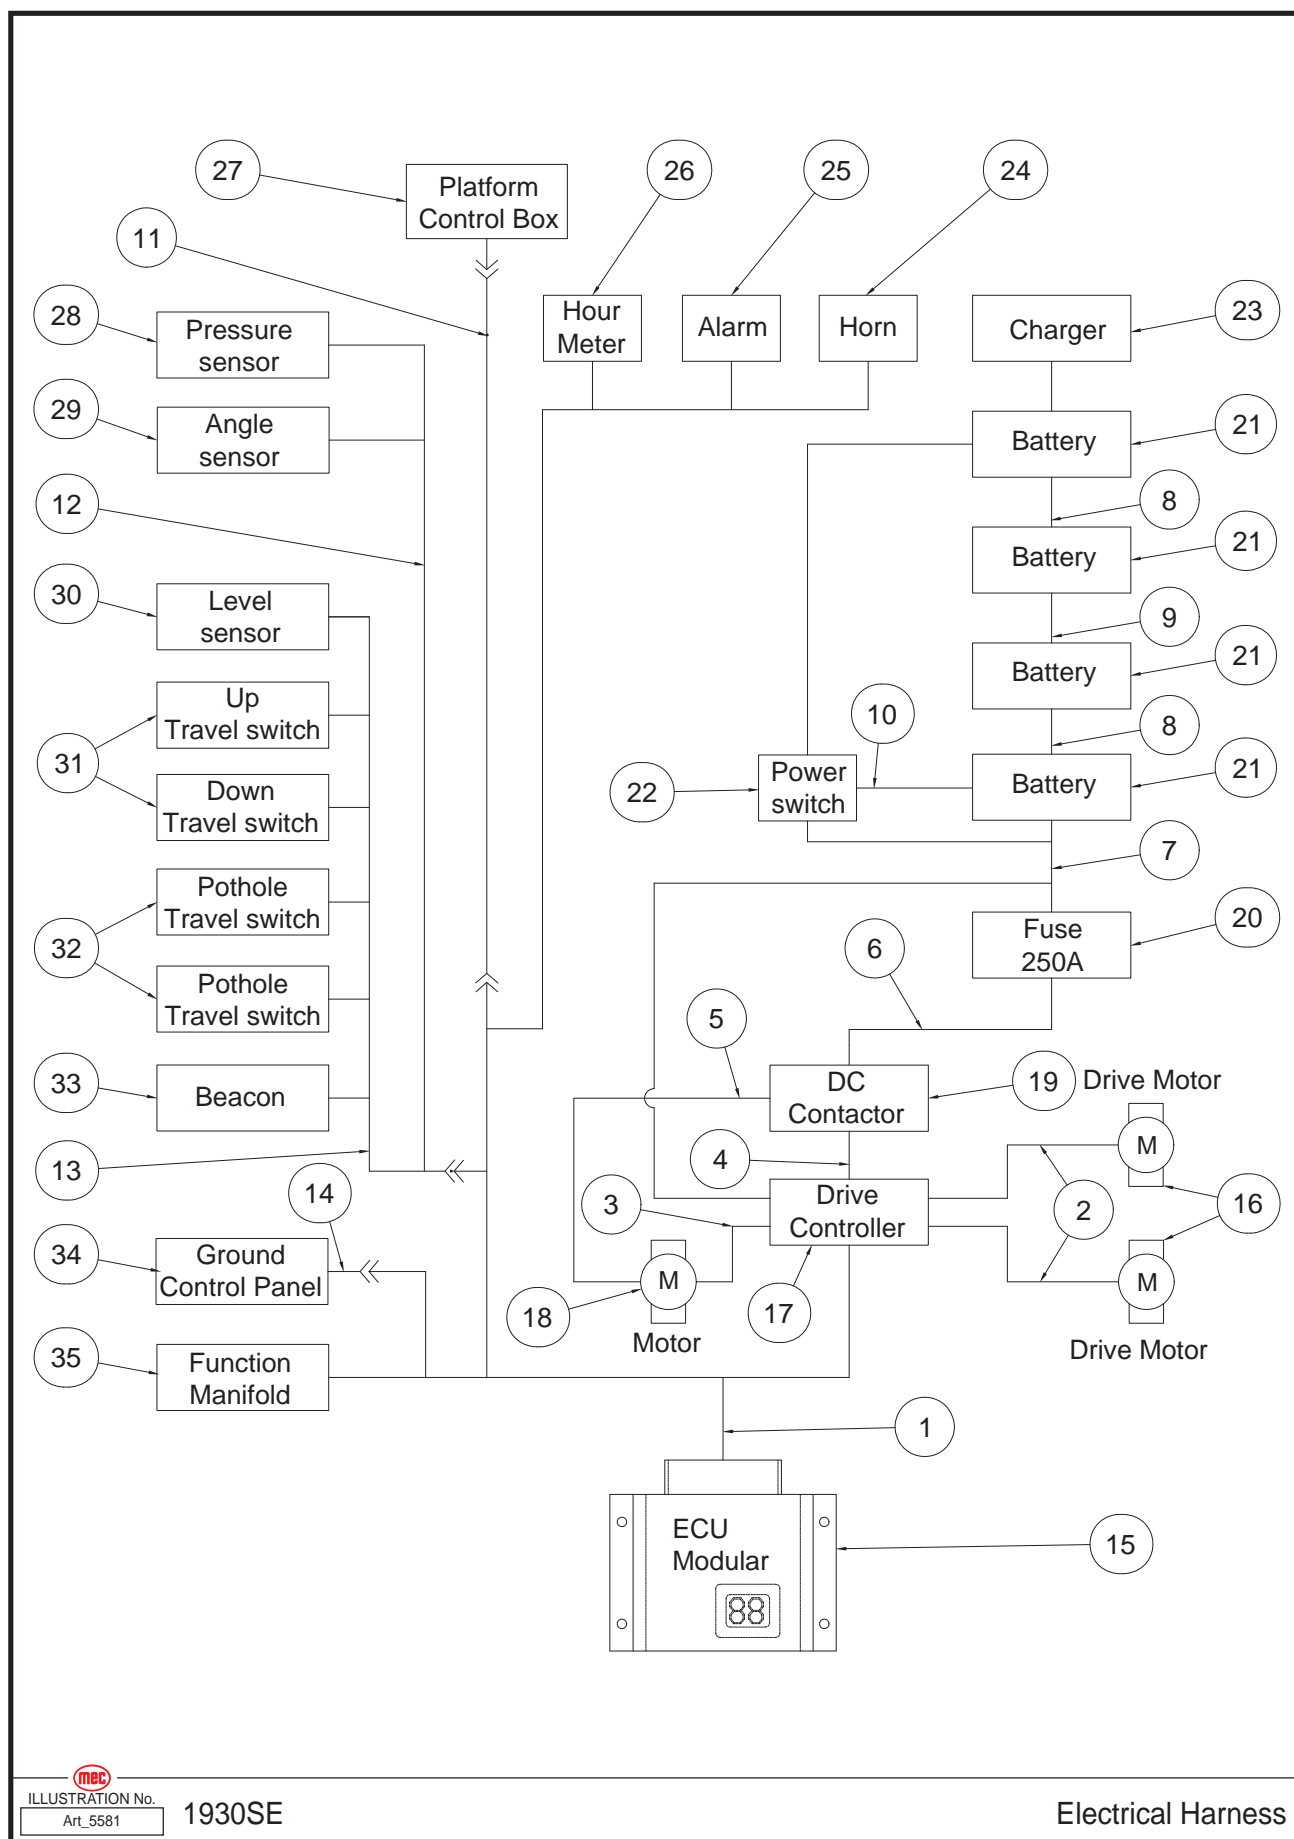 27
Platform
Control Box
26
25
24
11
28
Pressure
sensor
Hour
Meter
Alarm
Horn
Charger
23
29
Angle
sensor
Battery
21
12
8
Battery
21
30
Level
sensor
9
Battery
21
Up
Travel switch
10
8
31
Down
Travel switch
22
Power
switch
Battery
21
7
Pothole
Travel switch
32
Pothole
Travel switch
6
Fuse
250A
20
5
33
Beacon
DC
Contactor
19
Drive Motor
M
13
14
4
3
Drive
Controller
2
16
34
Ground
Control Panel
M
18
Motor
17
M
Drive Motor
35
Function
Manifold
1
ECU
Modular
88
15
mec
ILLUSTRATION No.
Art_5581
1930SE
Electrical Harness